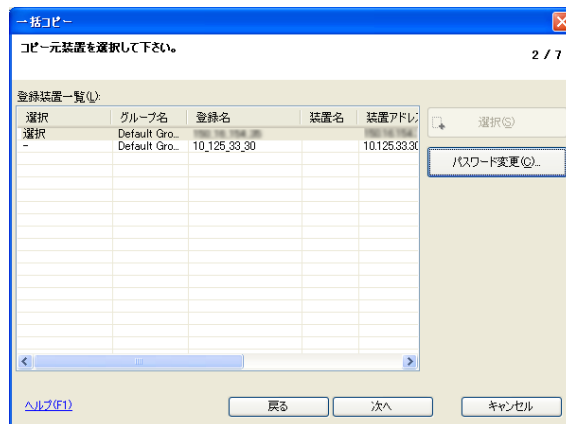 一括コピー
コピー元装置を選択して下さい。
2 / 7
登録装置一覧(L):
選択 グループ名 登録名 装置名 装置アドレ
選択 Default Gro...
- Default Gro... 10_125_33_30 10.125.33.30
選択(S)
パスワード変更(C)...
ヘルプ(F1)
戻る
次へ
キャンセル